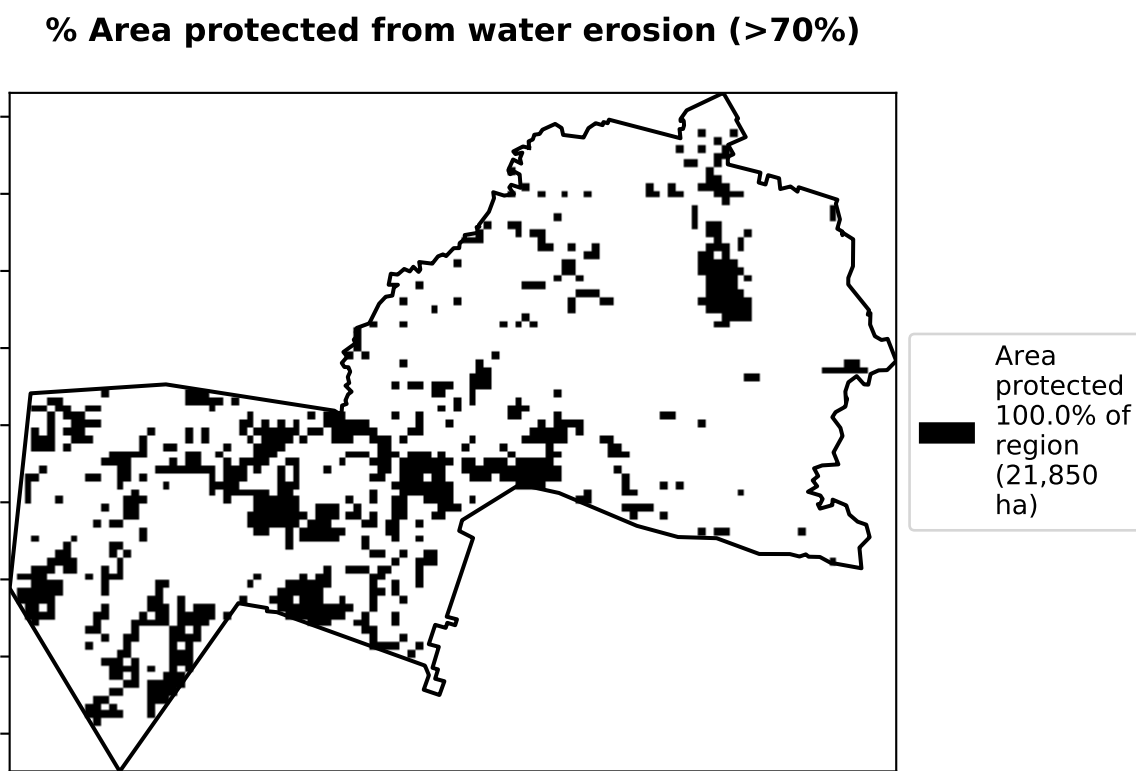 % Area protected from water erosion (>70%)
Area
protected
100.0% of
region
(21,850
ha)